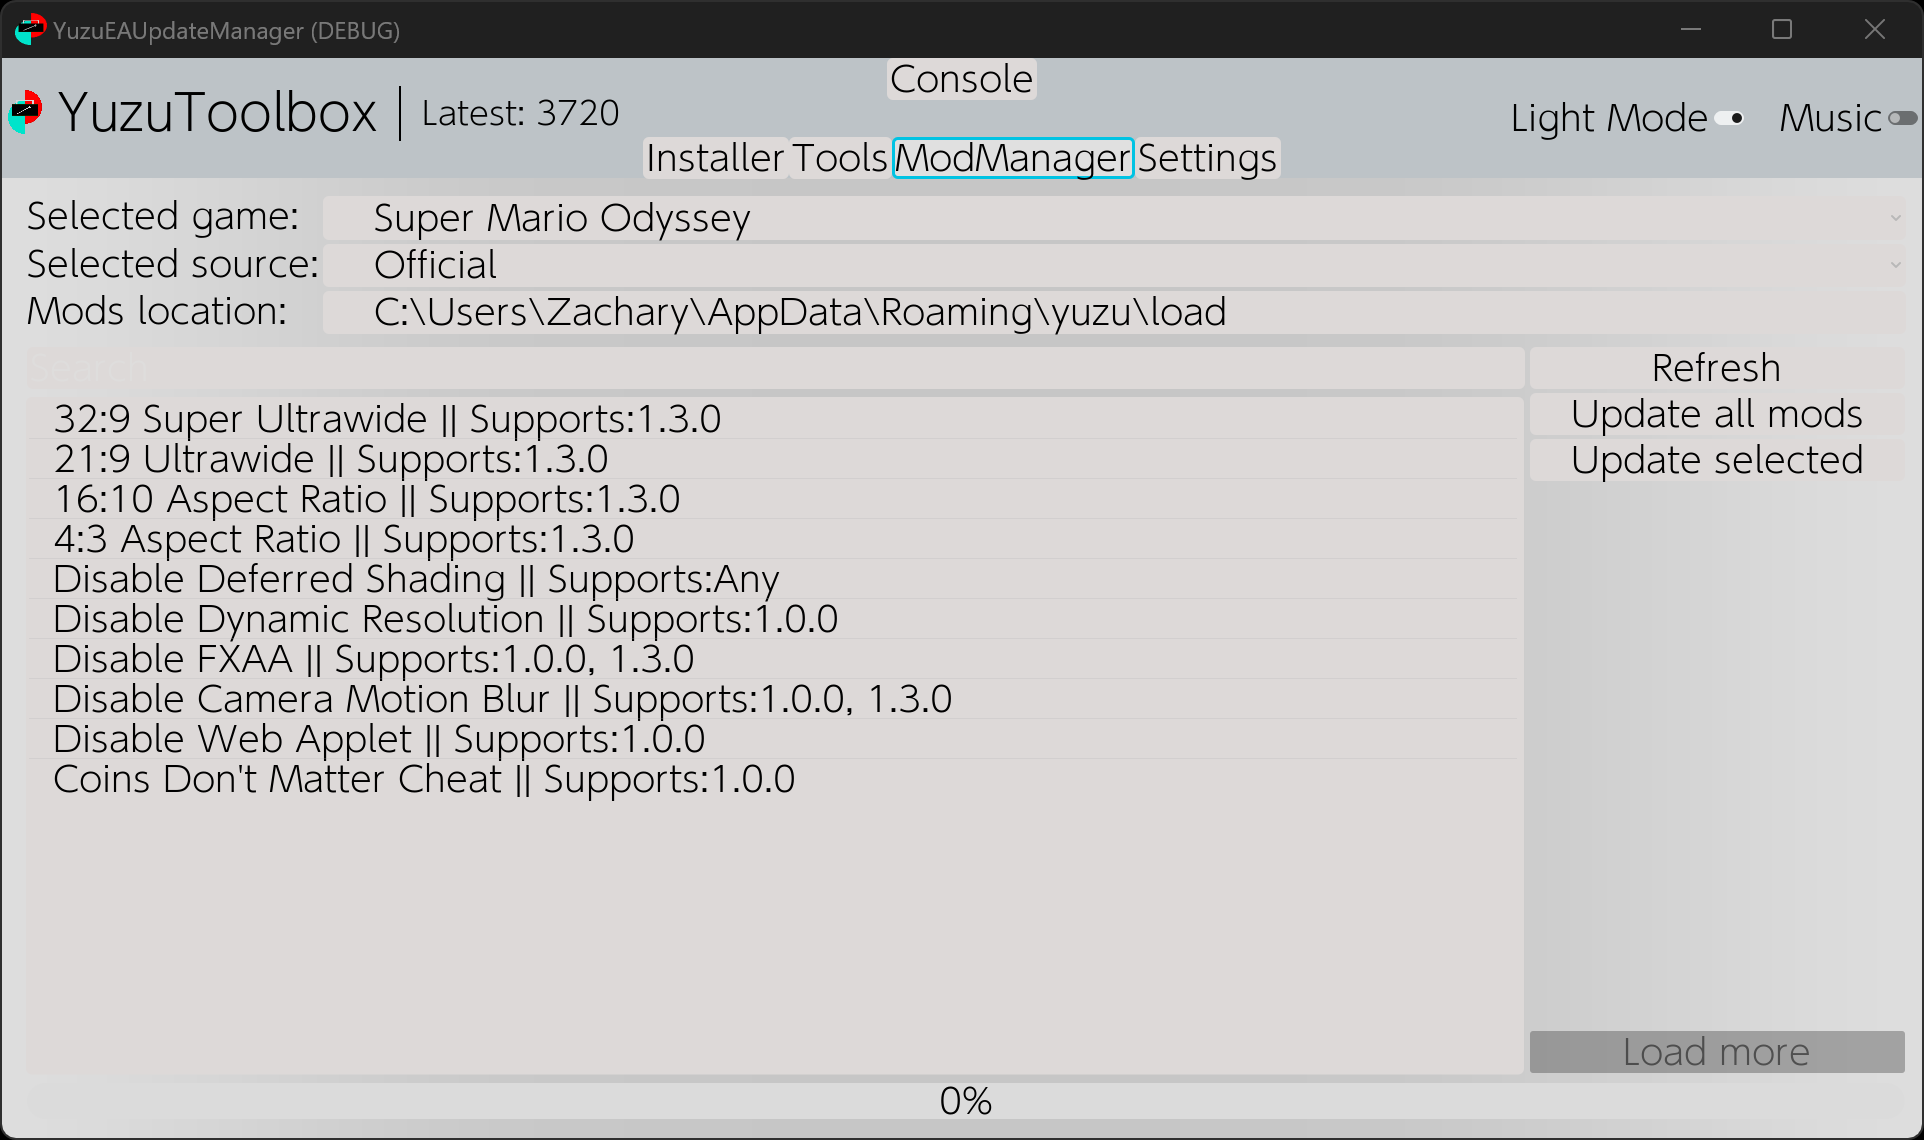 YuzuEAUpdateManager (DEBUG)
Console
YuzuToolbox | Latest: 3720
Light Mode
Music
Installer Tools ModManager Settings
Selected game: Super Mario Odyssey
Selected source: Official
Mods location: C:\Users\Zachary\AppData\Roaming\yuzu\load
Search
Refresh
Update all mods
Update selected
32:9 Super Ultrawide || Supports:1.3.0
21:9 Ultrawide || Supports:1.3.0
16:10 Aspect Ratio || Supports:1.3.0
4:3 Aspect Ratio || Supports:1.3.0
Disable Deferred Shading || Supports:Any
Disable Dynamic Resolution || Supports:1.0.0
Disable FXAA || Supports:1.0.0, 1.3.0
Disable Camera Motion Blur || Supports:1.0.0, 1.3.0
Disable Web Applet || Supports:1.0.0
Coins Don't Matter Cheat || Supports:1.0.0
Load more
0%